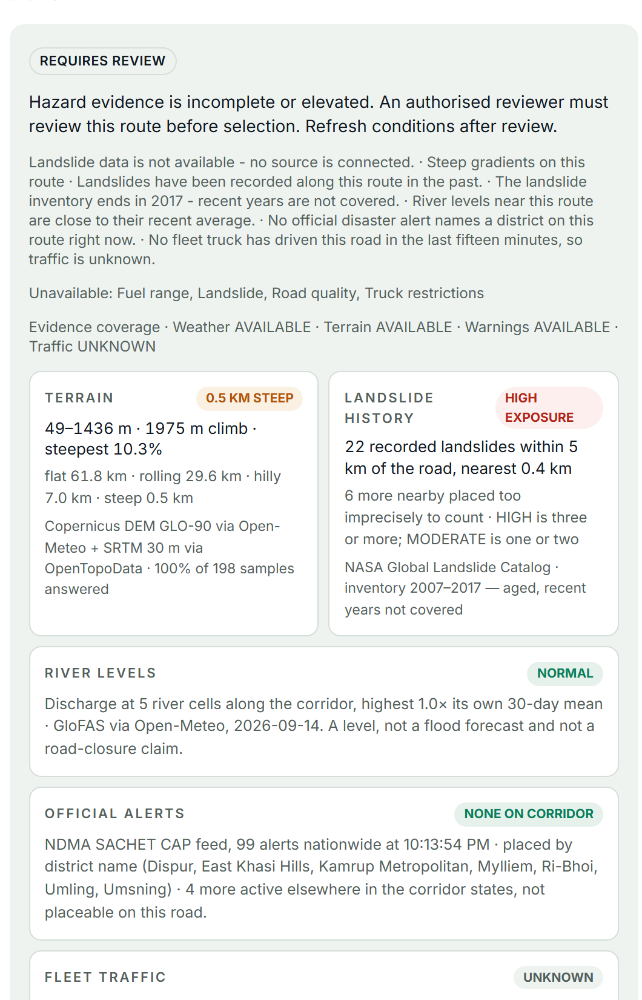 REQUIRES REVIEW
Hazard evidence is incomplete or elevated. An authorised reviewer must
review this route before selection. Refresh conditions after review.
Landslide data is not available - no source is connected. · Steep gradients on this
route · Landslides have been recorded along this route in the past. · The landslide
inventory ends in 2017 - recent years are not covered. · River levels near this route
are close to their recent average. · No official disaster alert names a district on this
route right now. · No fleet truck has driven this road in the last fifteen minutes, so
traffic is unknown.
Unavailable: Fuel range, Landslide, Road quality, Truck restrictions
Evidence coverage · Weather AVAILABLE · Terrain AVAILABLE · Warnings AVAILABLE ·
Traffic UNKNOWN
TERRAIN
0.5 KM STEEP
49–1436 m · 1975 m climb ·
steepest 10.3%
flat 61.8 km · rolling 29.6 km · hilly
7.0 km · steep 0.5 km
Copernicus DEM GLO-90 via Open-
Meteo + SRTM 30 m via
OpenTopoData · 100% of 198 samples
answered
LANDSLIDE
HISTORY
HIGH
EXPOSURE
22 recorded landslides within 5
km of the road, nearest 0.4 km
6 more nearby placed too
imprecisely to count · HIGH is three
or more; MODERATE is one or two
NASA Global Landslide Catalog ·
inventory 2007–2017 — aged, recent
years not covered
RIVER LEVELS
NORMAL
Discharge at 5 river cells along the corridor, highest 1.0× its own 30-day mean
· GloFAS via Open-Meteo, 2026-09-14. A level, not a flood forecast and not a
road-closure claim.
OFFICIAL ALERTS
NONE ON CORRIDOR
NDMA SACHET CAP feed, 99 alerts nationwide at 10:13:54 PM · placed by
district name (Dispur, East Khasi Hills, Kamrup Metropolitan, Mylliem, Ri-Bhoi,
Umling, Umsning) · 4 more active elsewhere in the corridor states, not
placeable on this road.
FLEET TRAFFIC
UNKNOWN